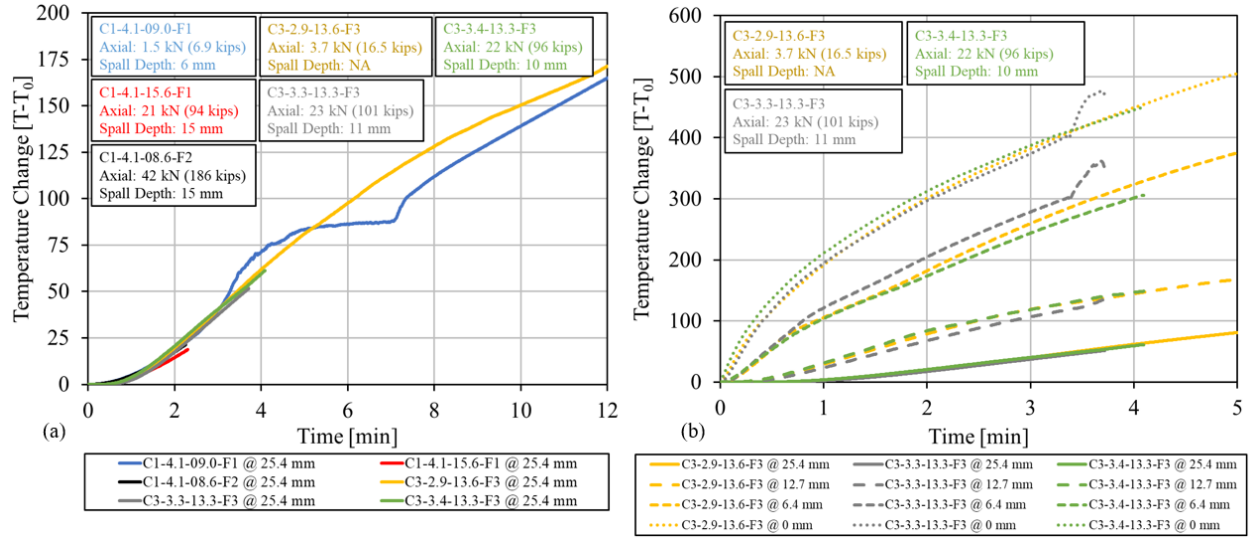 C1-4.1-09.0-F1
Axial: 1.5 kN (6.9 kips)
Spall Depth: 6 mm
C3-2.9-13.6-F3
Axial: 3.7 kN (16.5 kips)
Spall Depth: NA
C3-3.4-13.3-F3
Axial: 22 kN (96 kips)
Spall Depth: 10 mm
C1-4.1-15.6-F1
Axial: 21 kN (94 kips)
Spall Depth: 15 mm
C3-3.3-13.3-F3
Axial: 23 kN (101 kips)
Spall Depth: 11 mm
C1-4.1-08.6-F2
Axial: 42 kN (186 kips)
Spall Depth: 15 mm
Temperature Change [T-T0]
200
175
150
125
100
75
50
25
0
0 2 4 6 8 10 12
(a) Time [min]
C1-4.1-09.0-F1 @ 25.4 mm
C1-4.1-15.6-F1 @ 25.4 mm
C1-4.1-08.6-F2 @ 25.4 mm
C3-2.9-13.6-F3 @ 25.4 mm
C3-3.3-13.3-F3 @ 25.4 mm
C3-3.4-13.3-F3 @ 25.4 mm
C3-2.9-13.6-F3
Axial: 3.7 kN (16.5 kips)
Spall Depth: NA
C3-3.4-13.3-F3
Axial: 22 kN (96 kips)
Spall Depth: 10 mm
C3-3.3-13.3-F3
Axial: 23 kN (101 kips)
Spall Depth: 11 mm
Temperature Change [T-T0]
600
500
400
300
200
100
0
0 1 2 3 4 5
(b) Time [min]
C3-2.9-13.6-F3 @ 25.4 mm
C3-3.3-13.3-F3 @ 25.4 mm
C3-3.4-13.3-F3 @ 25.4 mm
C3-2.9-13.6-F3 @ 12.7 mm
C3-3.3-13.3-F3 @ 12.7 mm
C3-3.4-13.3-F3 @ 12.7 mm
C3-2.9-13.6-F3 @ 6.4 mm
C3-3.3-13.3-F3 @ 6.4 mm
C3-3.4-13.3-F3 @ 6.4 mm
C3-2.9-13.6-F3 @ 0 mm
C3-3.3-13.3-F3 @ 0 mm
C3-3.4-13.3-F3 @ 0 mm